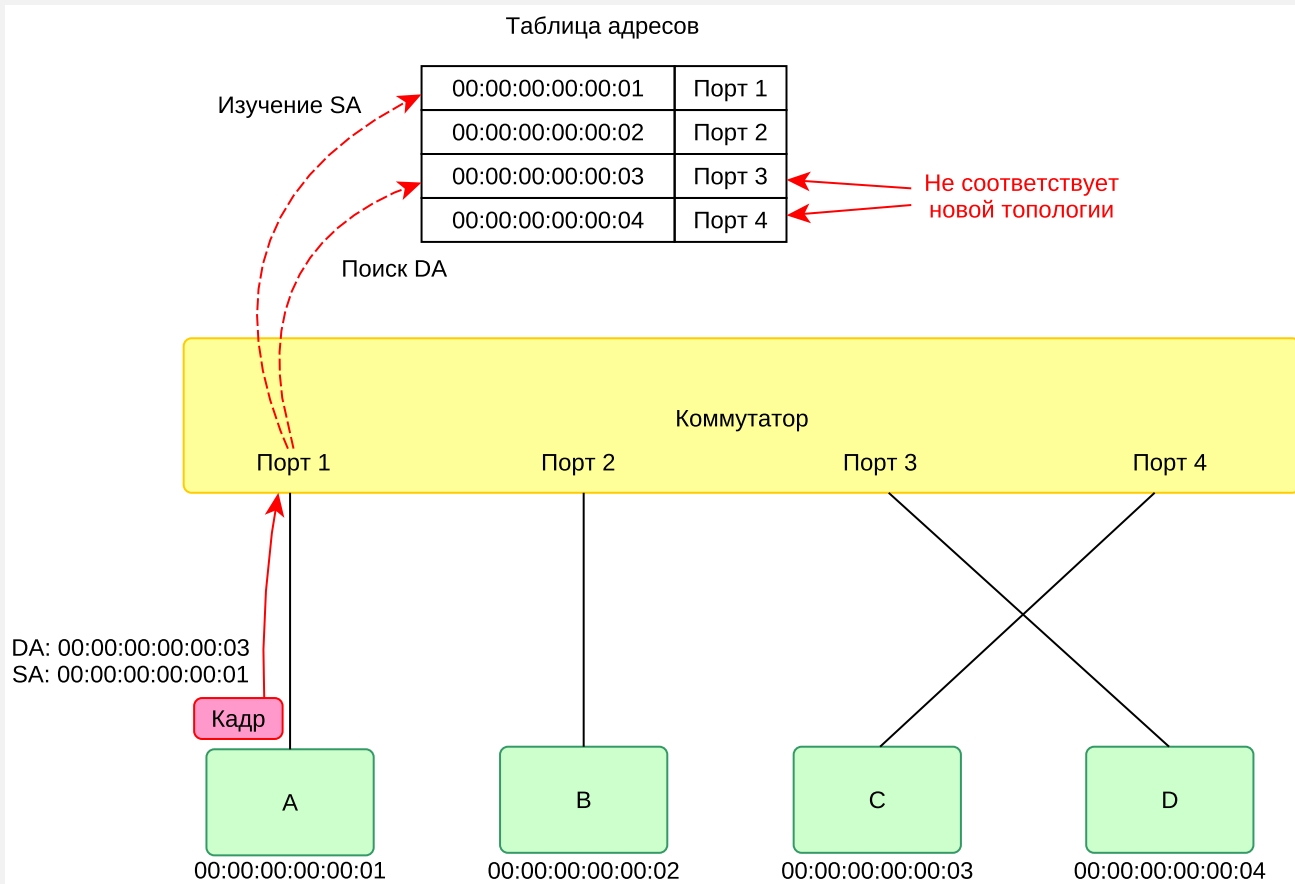 Таблица адресов
Изучение SA
00:00:00:00:00:01 Порт 1
00:00:00:00:00:02 Порт 2
00:00:00:00:00:03 Порт 3
00:00:00:00:00:04 Порт 4
Не соответствует
новой топологии
Поиск DA
Коммутатор
Порт 1 Порт 2 Порт 3 Порт 4
DA: 00:00:00:00:00:03
SA: 00:00:00:00:00:01
Кадр
A B C D
00:00:00:00:00:01 00:00:00:00:00:02 00:00:00:00:00:03 00:00:00:00:00:04